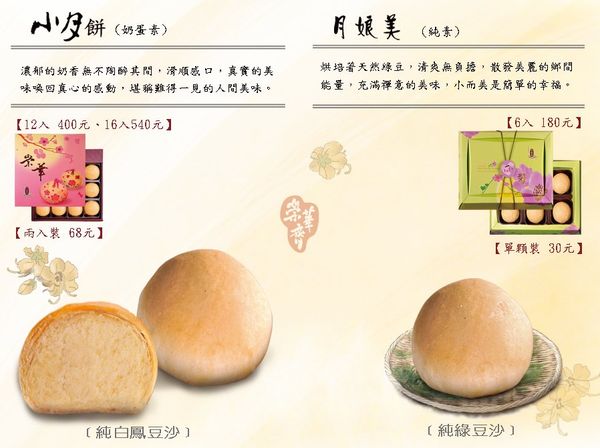 小月餅（奶蛋素）
濃郁的奶香無不陶醉其間，滑順感口，真實的美
味喚回真心的感動，堪稱難得一見的人間美味。
【12入 400元、16入540元】
榮華
【兩入裝 68元】
﹝純白鳳豆沙﹞
榮華齋
月娘美（純素）
烘培著天然綠豆，清爽無負擔，散發美麗的鄉間
能量，充滿禪意的美味，小而美是簡單的幸福。
【6入 180元】
【單顆裝 30元】
﹝純綠豆沙﹞